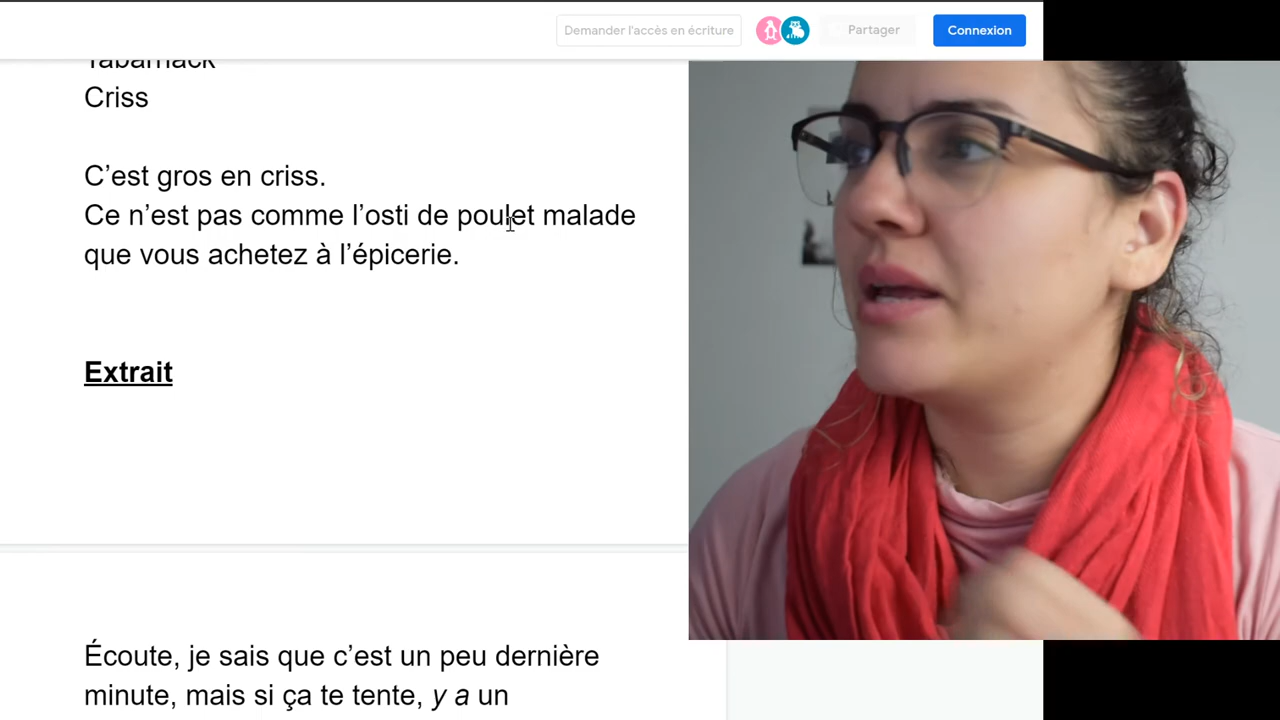 Demander l'accès en écriture
Partager
Connexion
Tabarnack
Criss
C'est gros en criss.
Ce n'est pas comme l'osti de poulet malade
que vous achetez à l'épicerie.
Extrait
Écoute, je sais que c'est un peu dernière
minute, mais si ça te tente, y a un